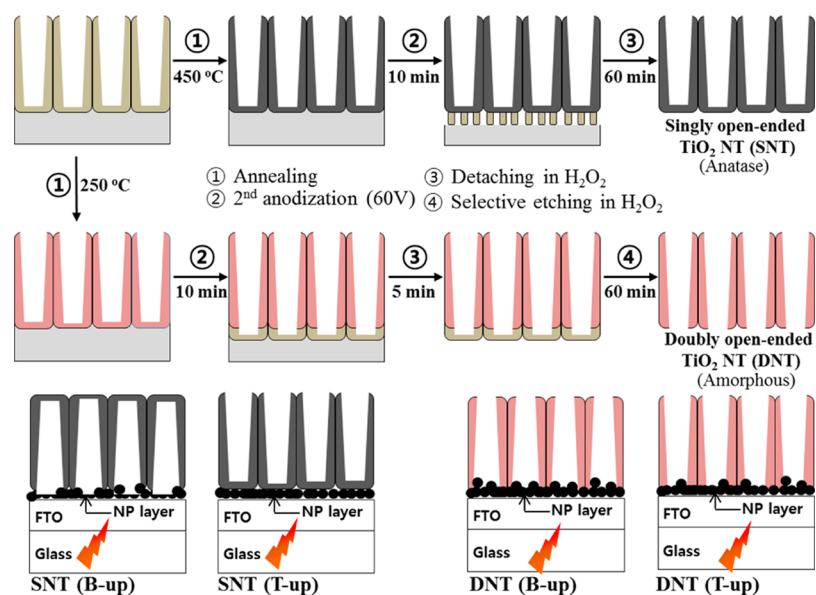 ①
450 ºC
②
10 min
③
60 min
Singly open-ended
TiO₂ NT (SNT)
(Anatase)
①
250 ºC
① Annealing
② 2ⁿᵈ anodization (60V)
③ Detaching in H₂O₂
④ Selective etching in H₂O₂
②
10 min
③
5 min
④
60 min
Doubly open-ended
TiO₂ NT (DNT)
(Amorphous)
FTO
NP layer
Glass
SNT (B-up)
FTO
NP layer
Glass
SNT (T-up)
FTO
NP layer
Glass
DNT (B-up)
FTO
NP layer
Glass
DNT (T-up)